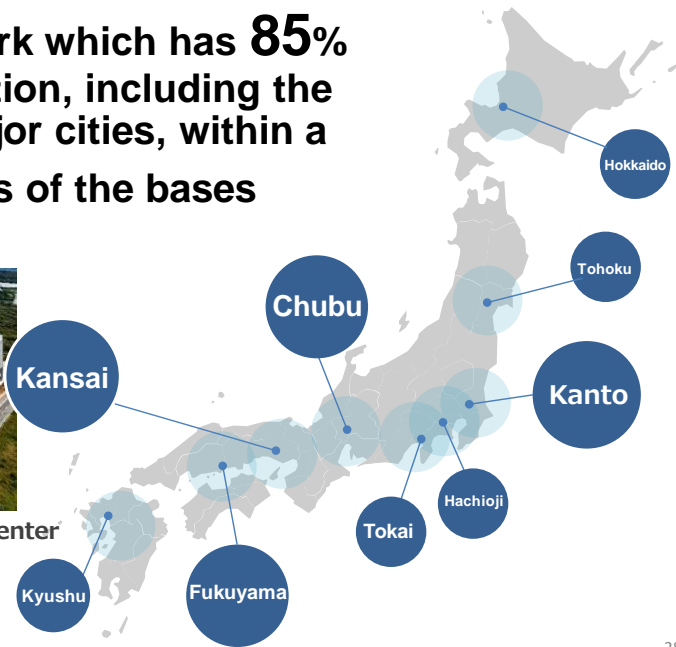 rk which has 85%
tion, including the
jor cities, within a
s of the bases
Hokkaido
Tohoku
Chubu
Kansai
Kanto
Hachioji
Tokai
enter
Kyushu
Fukuyama